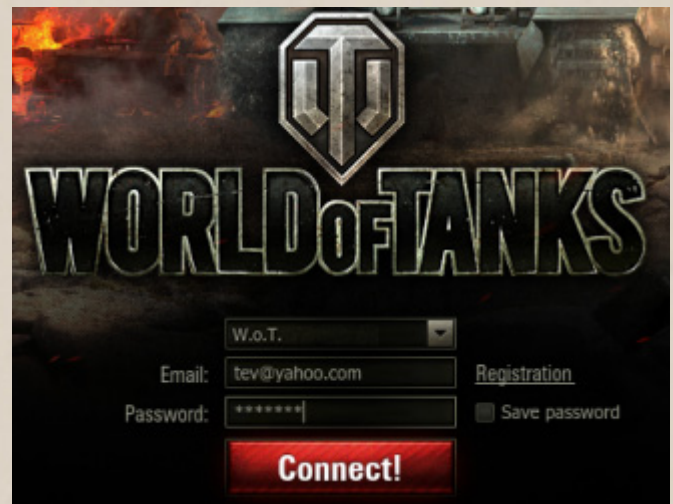 WORLD OF TANKS
W.o.T.
Email: tev@yahoo.com Registration
Password: ******* Save password
Connect!